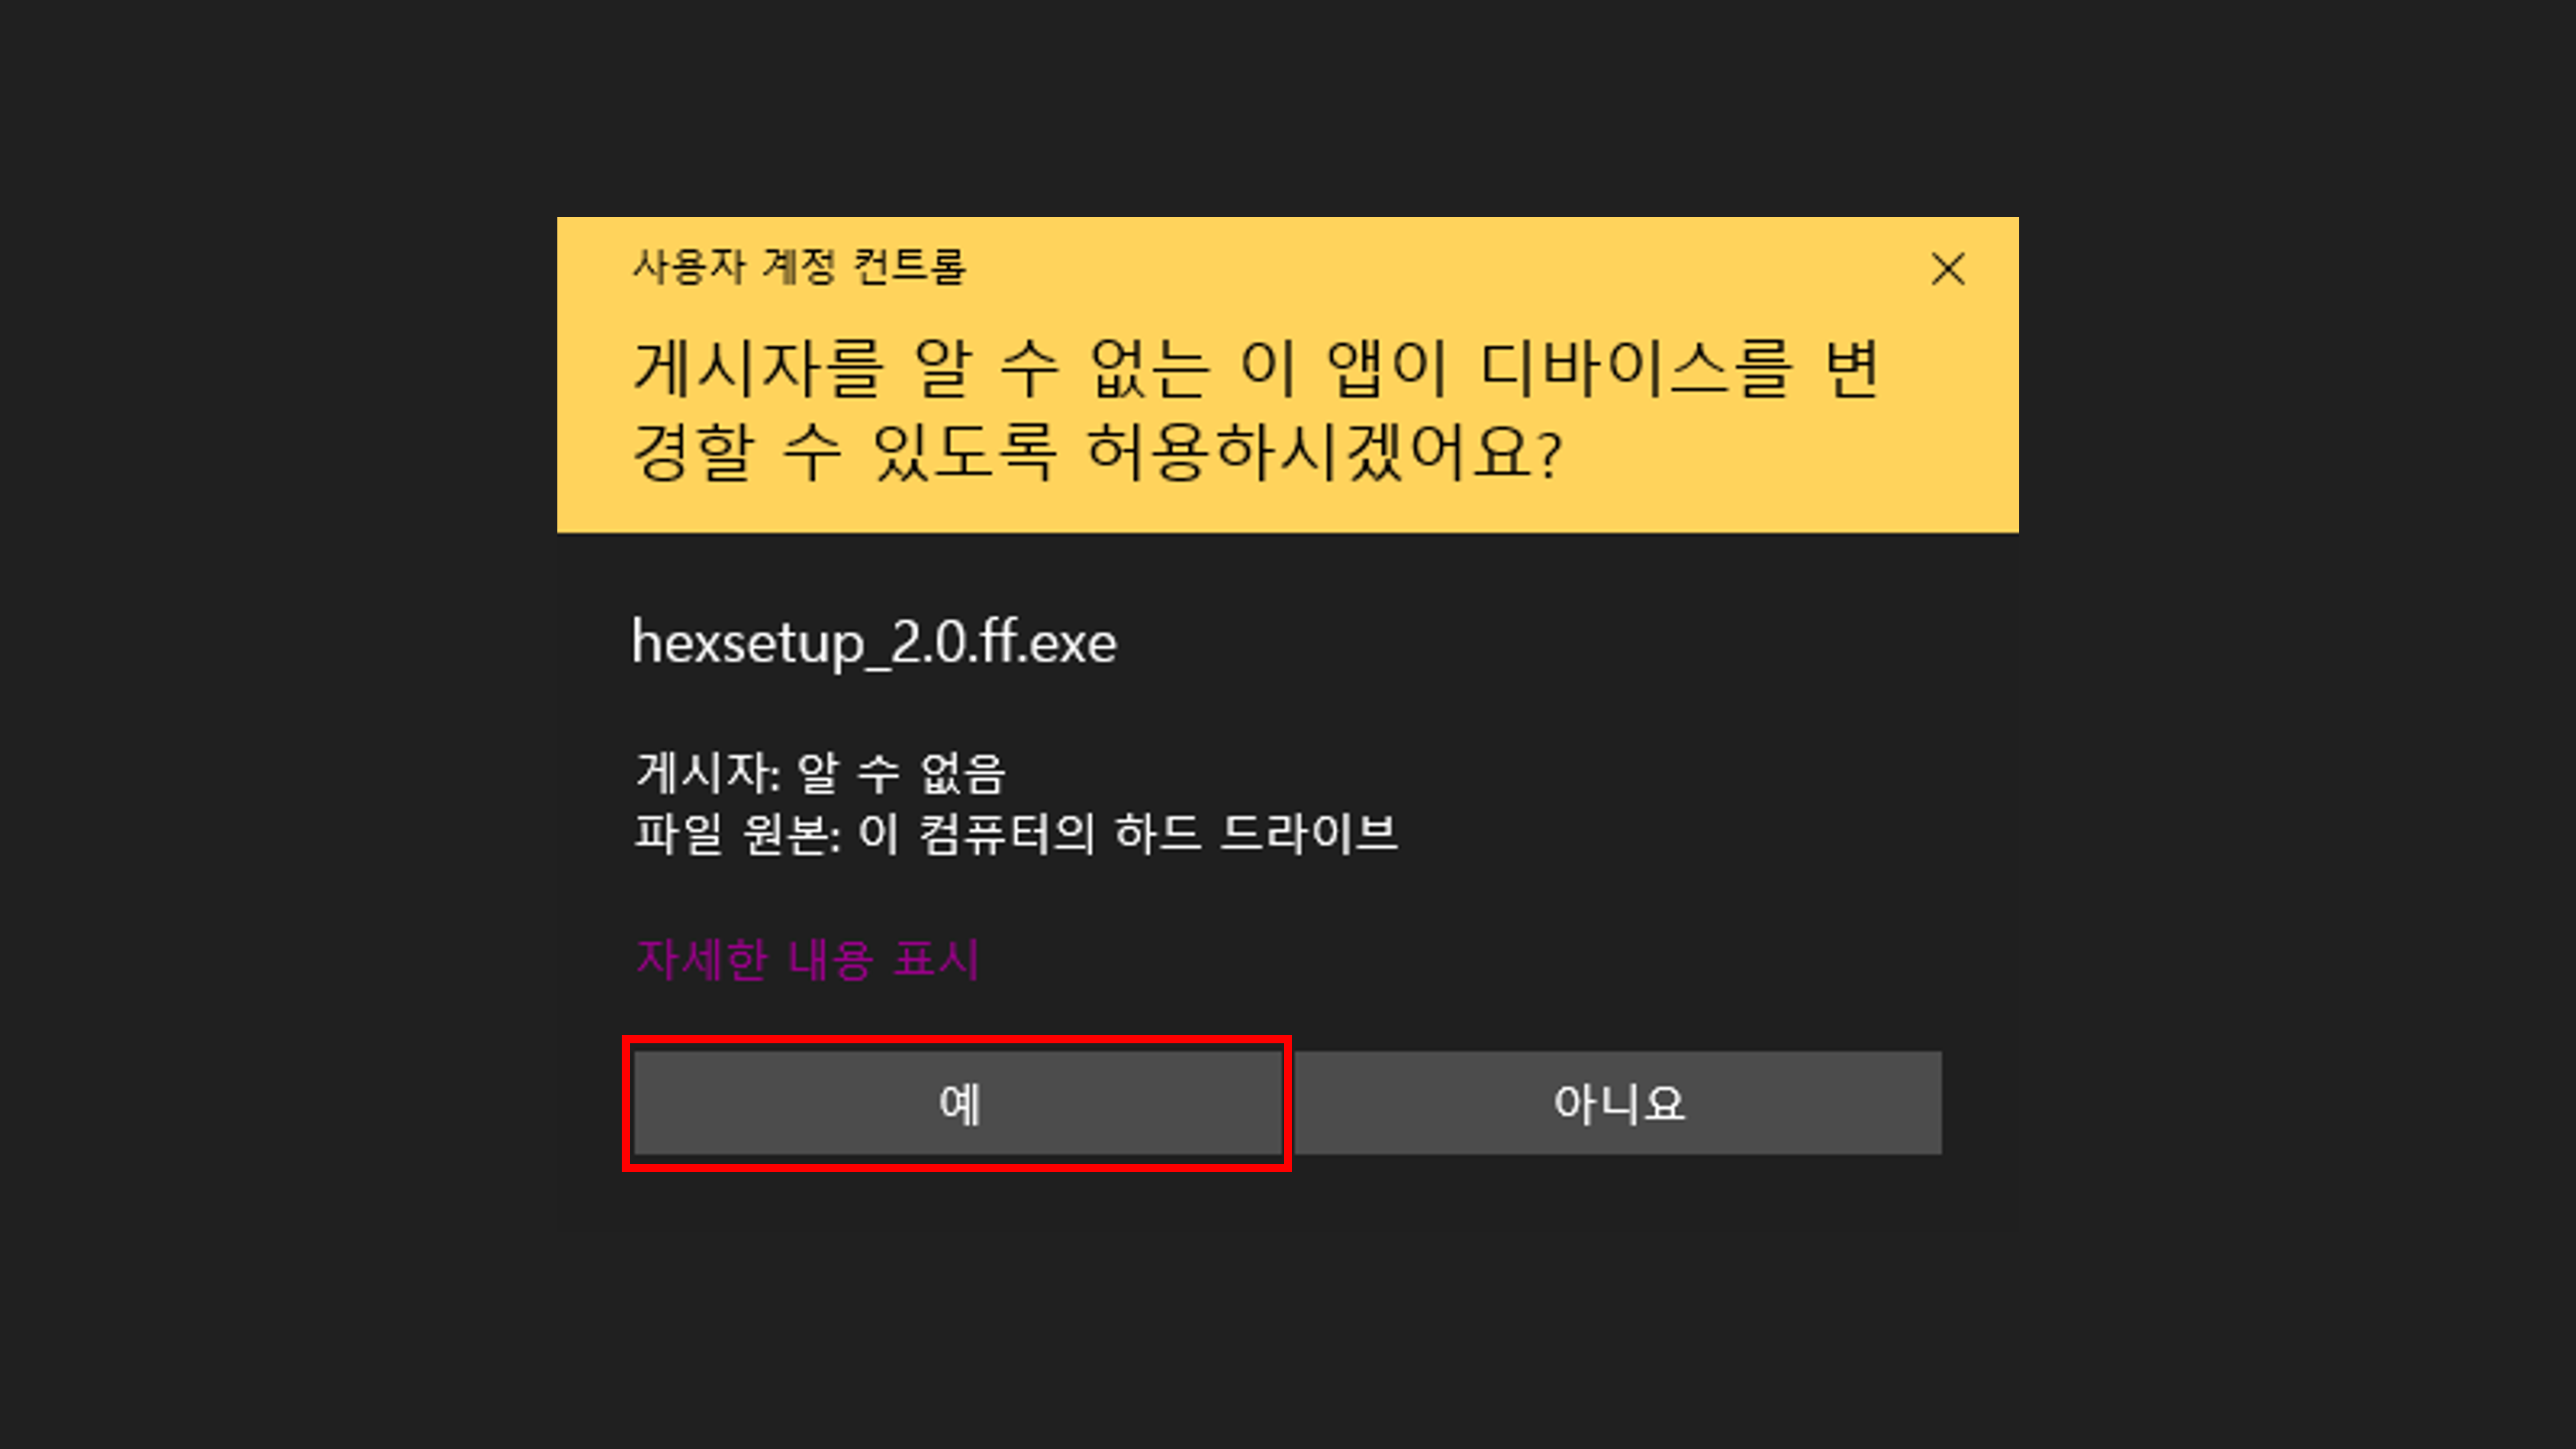 사용자 계정 컨트롤
게시자를 알 수 없는 이 앱이 디바이스를 변
경할 수 있도록 허용하시겠어요?
hexsetup_2.0.ff.exe
게시자: 알 수 없음
파일 원본: 이 컴퓨터의 하드 드라이브
자세한 내용 표시
예
아니요